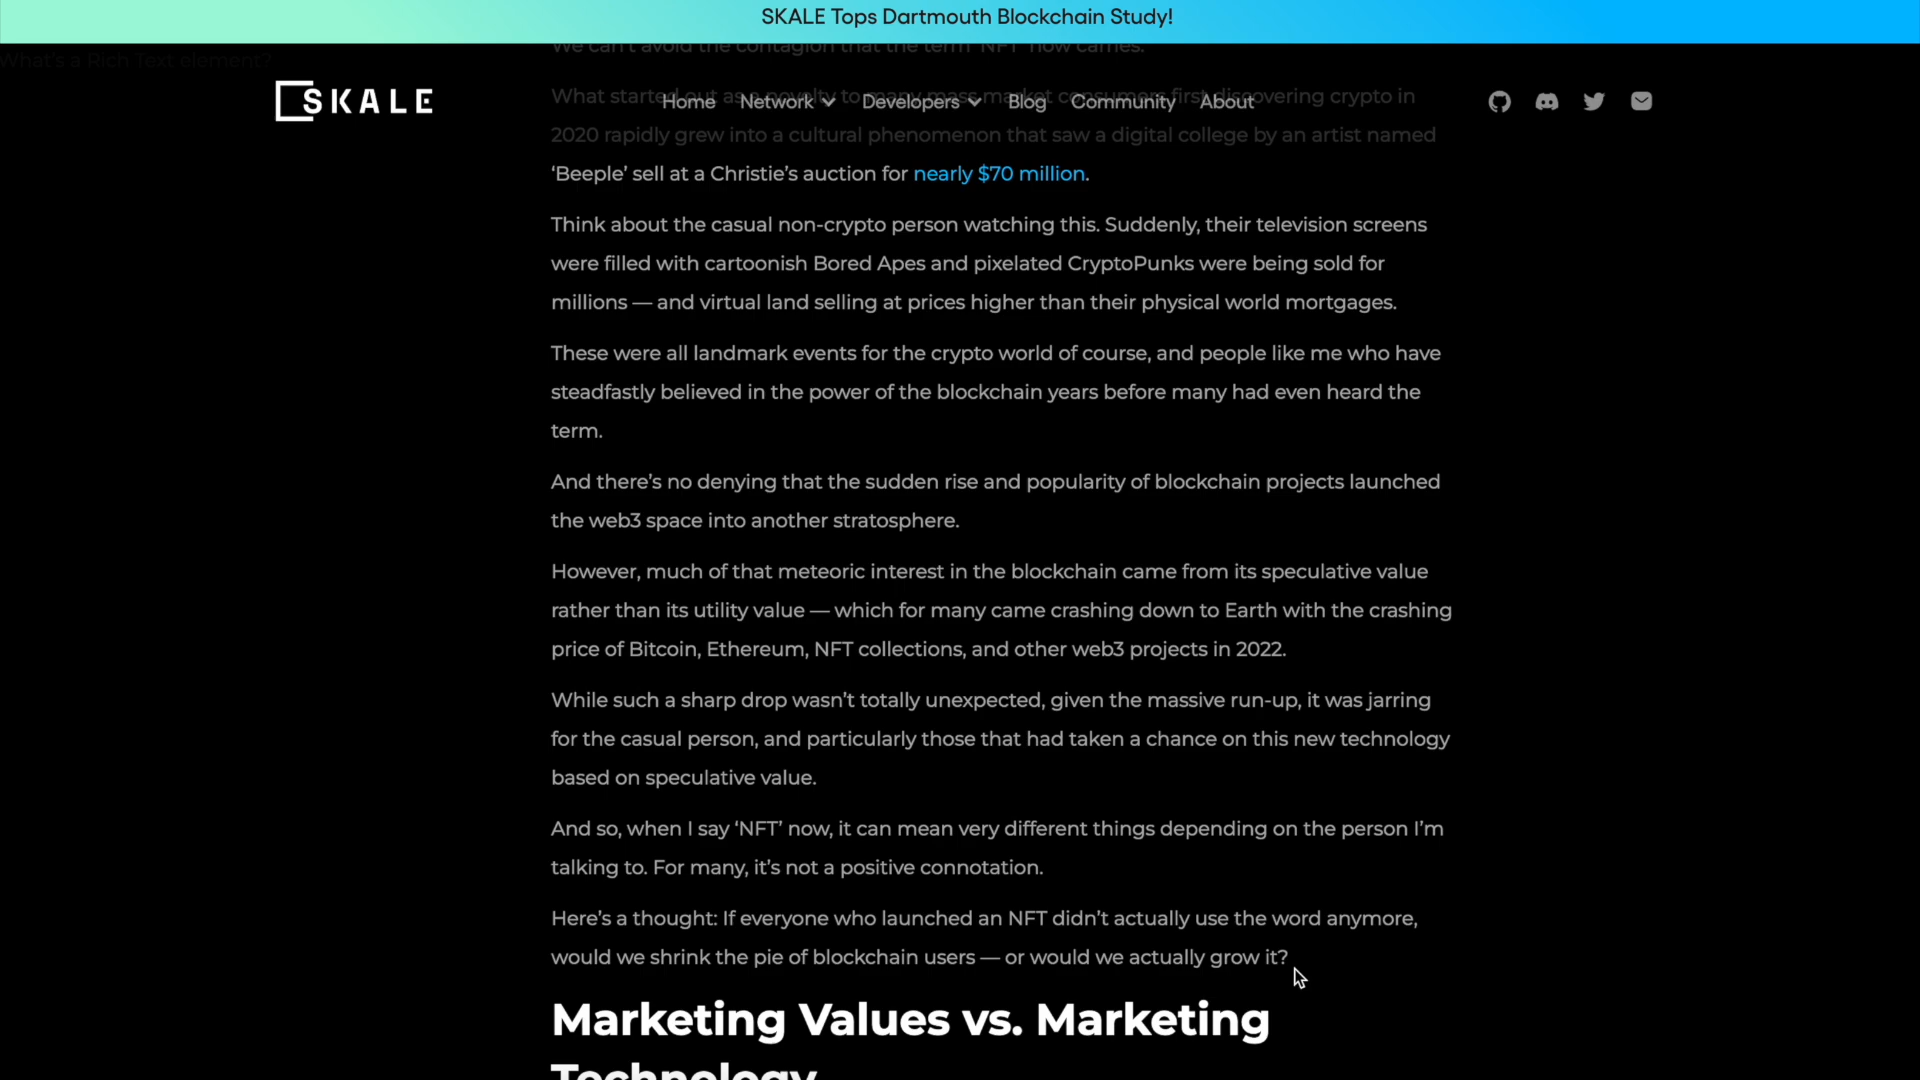 SKALE Tops Dartmouth Blockchain Study!
We can't avoid the contagion that the term 'NFT' now carries.
What's a Rich Text element?
SKALE
Home Network Developers Blog Community About
What started out as a novelty to many mass market consumers first discovering crypto in
2020 rapidly grew into a cultural phenomenon that saw a digital college by an artist named
‘Beeple’ sell at a Christie’s auction for nearly $70 million.
Think about the casual non-crypto person watching this. Suddenly, their television screens
were filled with cartoonish Bored Apes and pixelated CryptoPunks were being sold for
millions — and virtual land selling at prices higher than their physical world mortgages.
These were all landmark events for the crypto world of course, and people like me who have
steadfastly believed in the power of the blockchain years before many had even heard the
term.
And there’s no denying that the sudden rise and popularity of blockchain projects launched
the web3 space into another stratosphere.
However, much of that meteoric interest in the blockchain came from its speculative value
rather than its utility value — which for many came crashing down to Earth with the crashing
price of Bitcoin, Ethereum, NFT collections, and other web3 projects in 2022.
While such a sharp drop wasn’t totally unexpected, given the massive run-up, it was jarring
for the casual person, and particularly those that had taken a chance on this new technology
based on speculative value.
And so, when I say ‘NFT’ now, it can mean very different things depending on the person I’m
talking to. For many, it’s not a positive connotation.
Here’s a thought: If everyone who launched an NFT didn’t actually use the word anymore,
would we shrink the pie of blockchain users — or would we actually grow it?
Marketing Values vs. Marketing
Technology